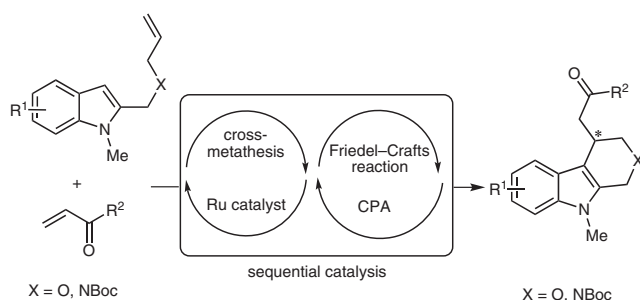 X
R¹
N
Me
+
R²
O
X = O, NBoc
cross-
metathesis
Ru catalyst
Friedel–Crafts
reaction
CPA
sequential catalysis
O
R²
*
X
R¹
N
Me
X = O, NBoc